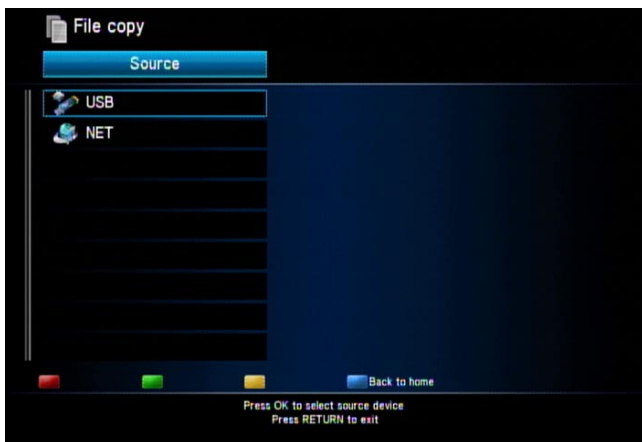 File copy
Source
USB
NET
Back to home
Press OK to select source device
Press RETURN to exit